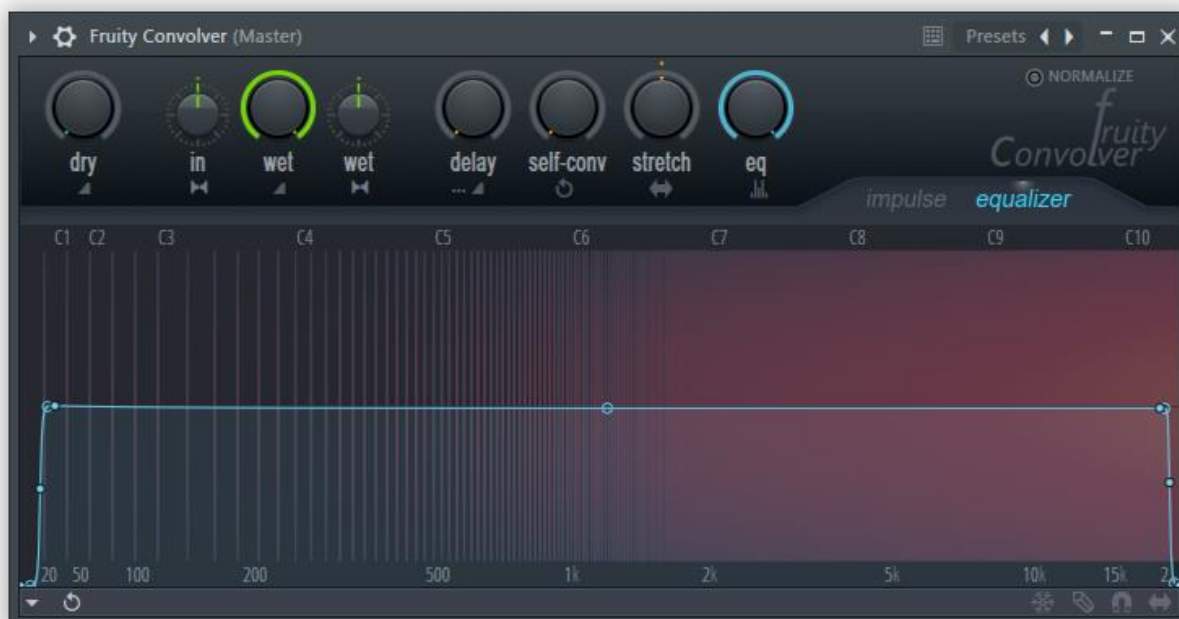 Fruity Convolver (Master) Presets
NORMALIZE
fruity
Convolver
dry in wet wet delay self-conv stretch eq
impulse equalizer
C1 C2 C3 C4 C5 C6 C7 C8 C9 C10
20 50 100 200 500 1k 2k 5k 10k 15k 2